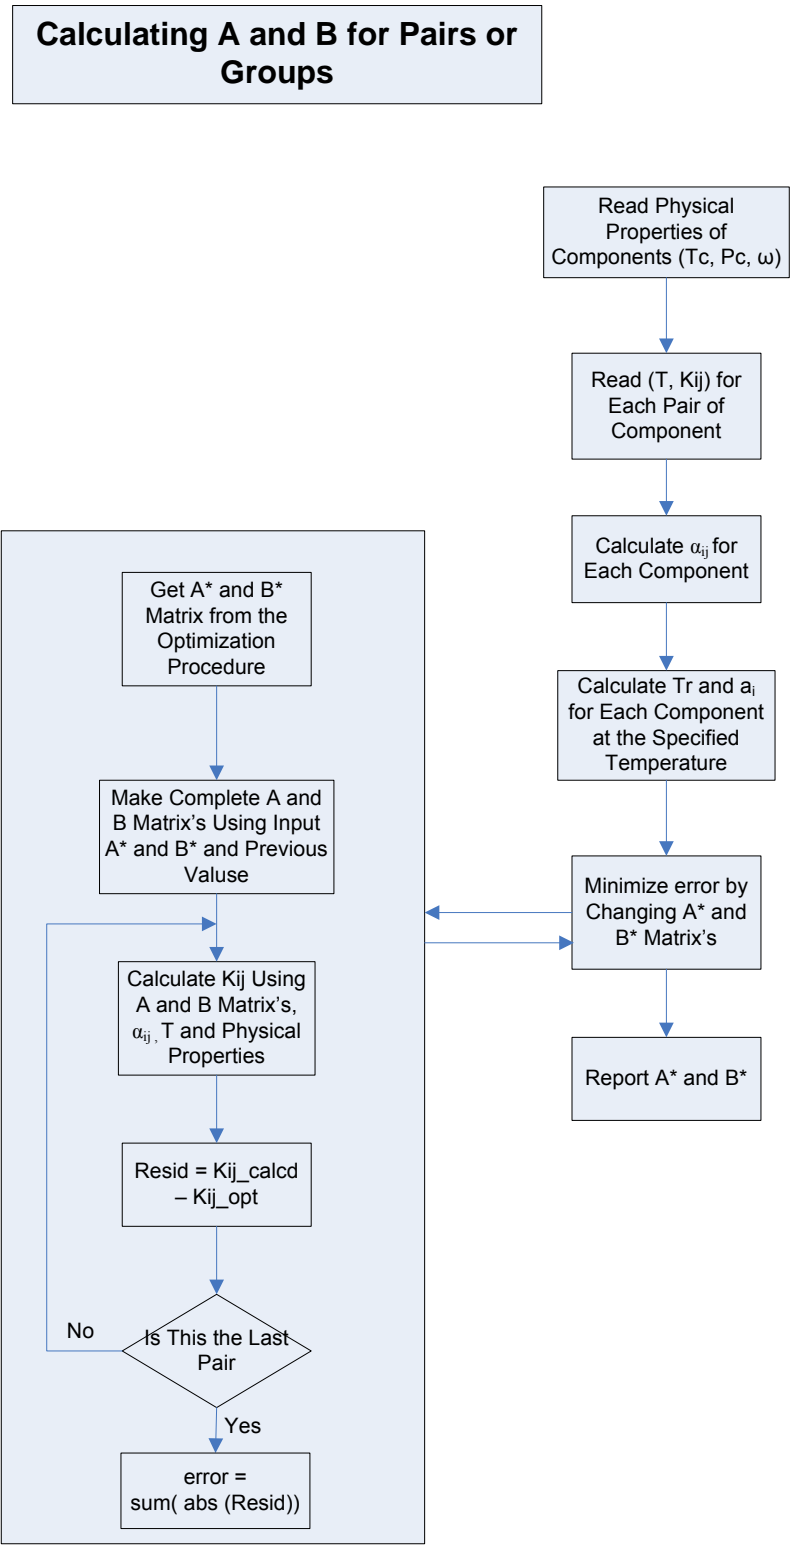 Calculating A and B for Pairs or
Groups
Read Physical
Properties of
Components (Tc, Pc, ω)
Read (T, Kij) for
Each Pair of
Component
Calculate αij for
Each Component
Calculate Tr and ai
for Each Component
at the Specified
Temperature
Minimize error by
Changing A* and
B* Matrix's
Report A* and B*
Get A* and B*
Matrix from the
Optimization
Procedure
Make Complete A and
B Matrix's Using Input
A* and B* and Previous
Valuse
Calculate Kij Using
A and B Matrix's,
αij , T and Physical
Properties
Resid = Kij_calcd
– Kij_opt
Is This the Last
Pair
No
Yes
error =
sum( abs (Resid))